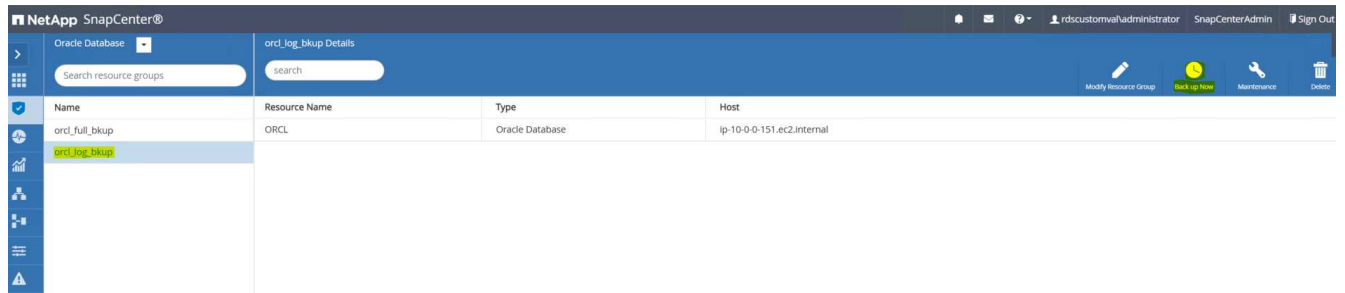 NetApp SnapCenter®
rdscustomval\administrator SnapCenterAdmin Sign Out
Oracle Database
orcl_log_bkup Details
Search resource groups
search
Modify Resource Group Back up Now Maintenance Delete
Name
Resource Name Type Host
orcl_full_bkup
ORCL Oracle Database ip-10-0-0-151.ec2.internal
orcl_log_bkup